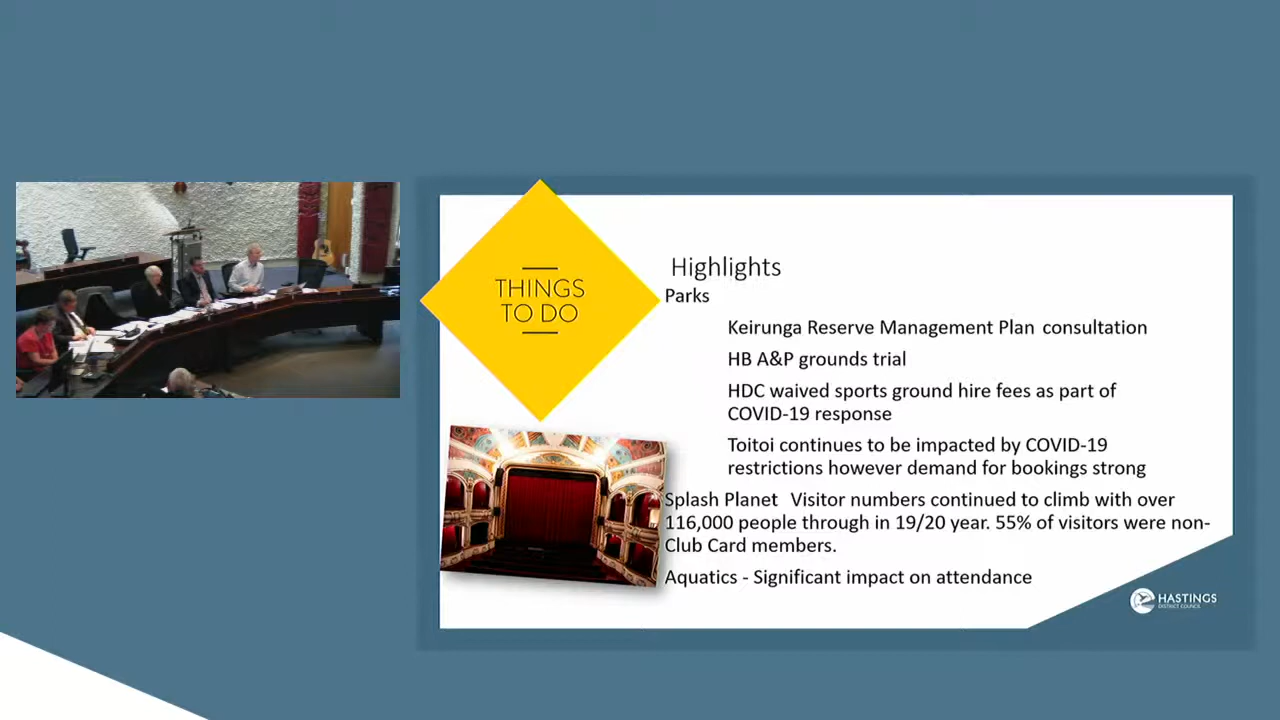 THINGS
TO DO
Highlights
Parks
Keirunga Reserve Management Plan consultation
HB A&P grounds trial
HDC waived sports ground hire fees as part of
COVID-19 response
Toitoi continues to be impacted by COVID-19
restrictions however demand for bookings strong
Splash Planet Visitor numbers continued to climb with over
116,000 people through in 19/20 year. 55% of visitors were non-
Club Card members.
Aquatics - Significant impact on attendance
HASTINGS
DISTRICT COUNCIL